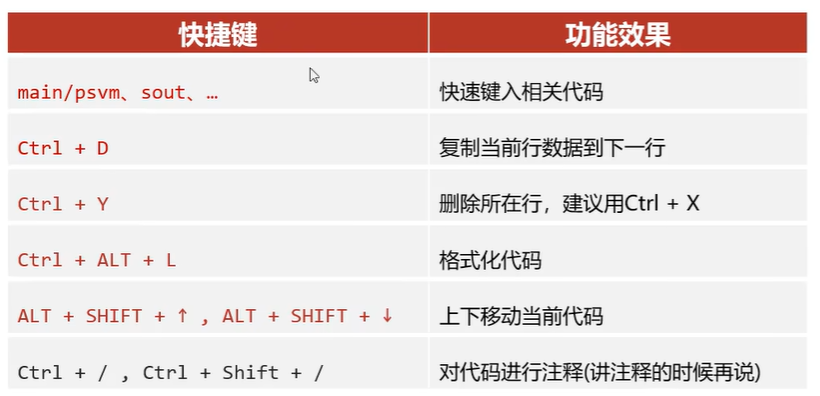 快捷键 功能效果
main/psvm、sout、… 快速键入相关代码
Ctrl + D 复制当前行数据到下一行
Ctrl + Y 删除所在行，建议用Ctrl + X
Ctrl + ALT + L 格式化代码
ALT + SHIFT + ↑ , ALT + SHIFT + ↓ 上下移动当前代码
Ctrl + / , Ctrl + Shift + / 对代码进行注释(讲注释的时候再说)